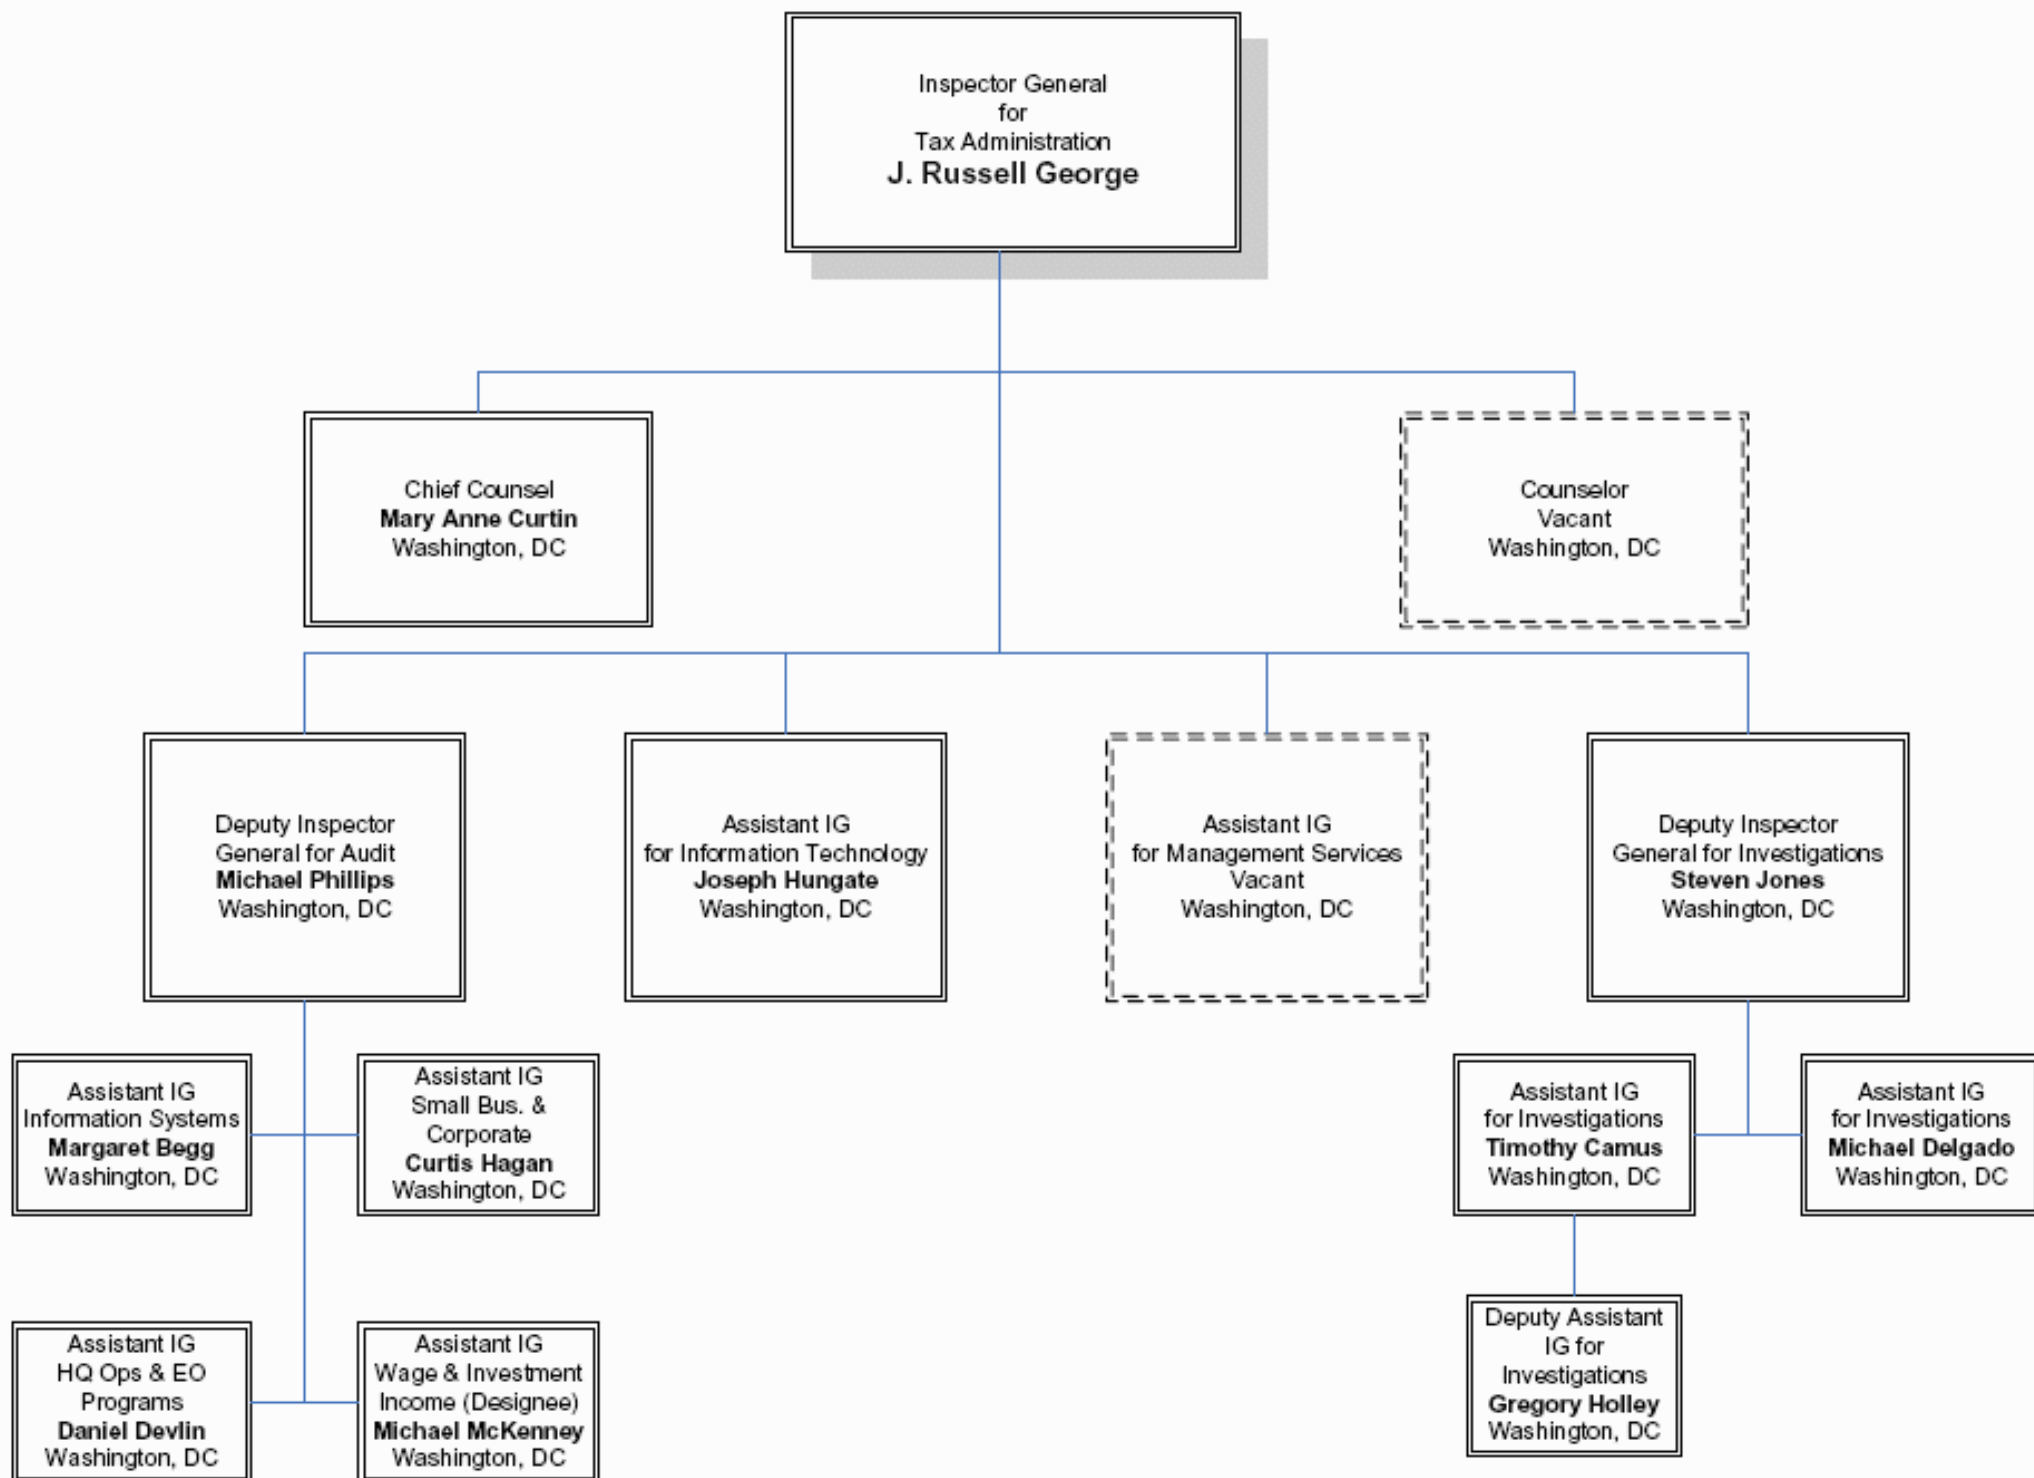 Inspector General
for
Tax Administration
J. Russell George
Chief Counsel
Mary Anne Curtin
Washington, DC
Counselor
Vacant
Washington, DC
Deputy Inspector
General for Audit
Michael Phillips
Washington, DC
Assistant IG
for Information Technology
Joseph Hungate
Washington, DC
Assistant IG
for Management Services
Vacant
Washington, DC
Deputy Inspector
General for Investigations
Steven Jones
Washington, DC
Assistant IG
Information Systems
Margaret Begg
Washington, DC
Assistant IG
Small Bus. &
Corporate
Curtis Hagan
Washington, DC
Assistant IG
for Investigations
Timothy Camus
Washington, DC
Assistant IG
for Investigations
Michael Delgado
Washington, DC
Assistant IG
HQ Ops & EO
Programs
Daniel Devlin
Washington, DC
Assistant IG
Wage & Investment
Income (Designee)
Michael McKenney
Washington, DC
Deputy Assistant
IG for
Investigations
Gregory Holley
Washington, DC